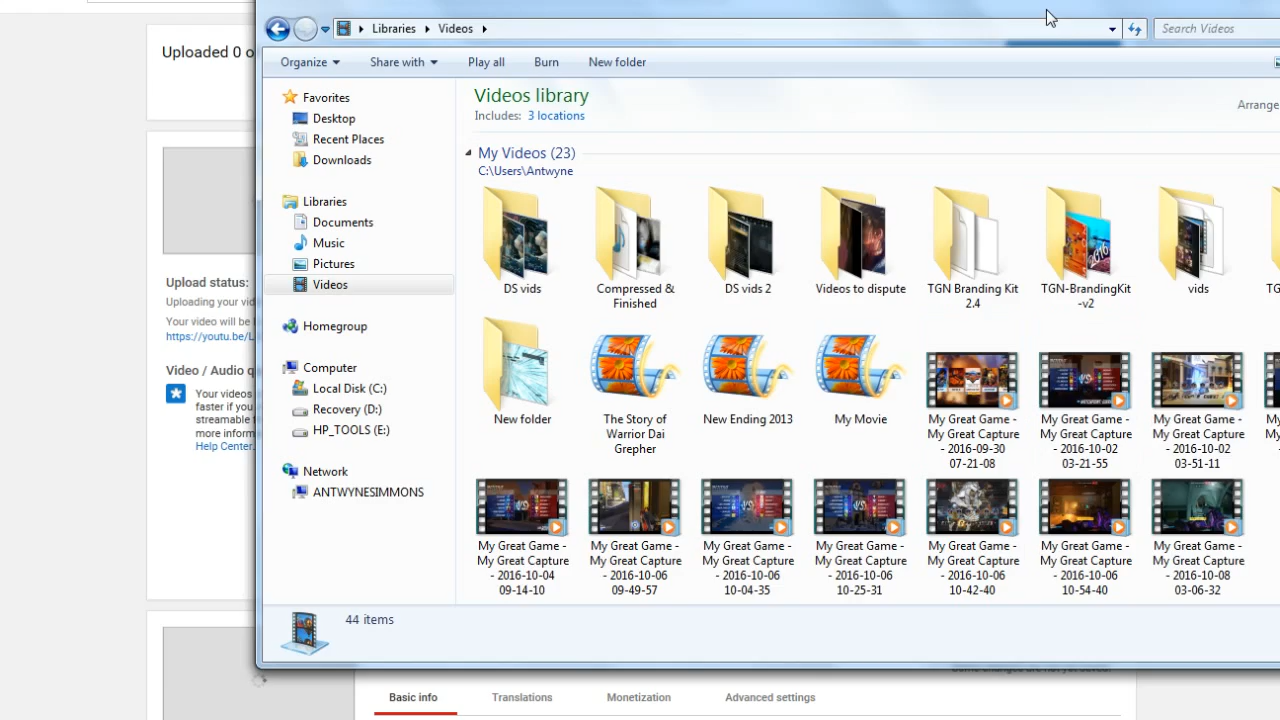 Uploaded 0 o
Libraries
Videos
Search Videos
Organize
Share with
Play all
Burn
New folder
Favorites
Desktop
Recent Places
Downloads
Libraries
Documents
Music
Pictures
Videos
Homegroup
Computer
Local Disk (C:)
Recovery (D:)
HP_TOOLS (E:)
Network
ANTWYNESIMMONS
Videos library
Includes: 3 locations
Arrange
My Videos (23)
C:\Users\Antwyne
DS vids
Compressed &
Finished
DS vids 2
Videos to dispute
TGN Branding Kit
2.4
TGN-BrandingKit
-v2
vids
TG
New folder
The Story of
Warrior Dai
Grepher
New Ending 2013
My Movie
My Great Game -
My Great Capture
- 2016-09-30
07-21-08
My Great Game -
My Great Capture
- 2016-10-02
03-21-55
My Great Game -
My Great Capture
- 2016-10-02
03-51-11
My Great Game -
My Great Capture
- 2016-10-04
09-14-10
My Great Game -
My Great Capture
- 2016-10-06
09-49-57
My Great Game -
My Great Capture
- 2016-10-06
10-04-35
My Great Game -
My Great Capture
- 2016-10-06
10-25-31
My Great Game -
My Great Capture
- 2016-10-06
10-42-40
My Great Game -
My Great Capture
- 2016-10-06
10-54-40
My Great Game -
My Great Capture
- 2016-10-08
03-06-32
44 items
Upload status:
Uploading your vid
Your video will be l
https://youtu.be/L
Video / Audio q
Your videos
faster if you
streamable f
more inform
Help Center.
Basic info
Translations
Monetization
Advanced settings